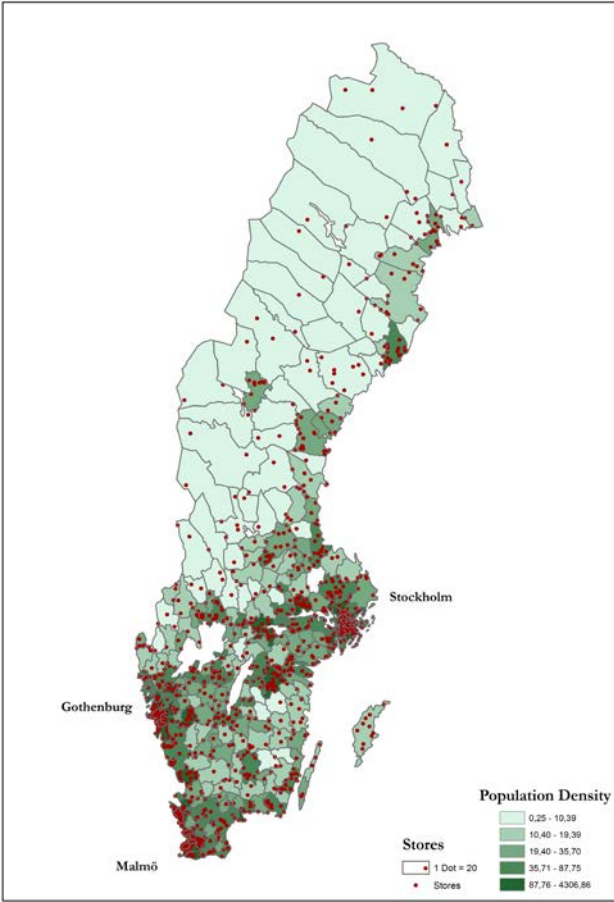 Stockholm
Gothenburg
Malmö
Stores
1 Dot = 20
Stores
Population Density
0,25 - 10,39
10,40 - 19,39
19,40 - 35,70
35,71 - 87,75
87,76 - 4306,86